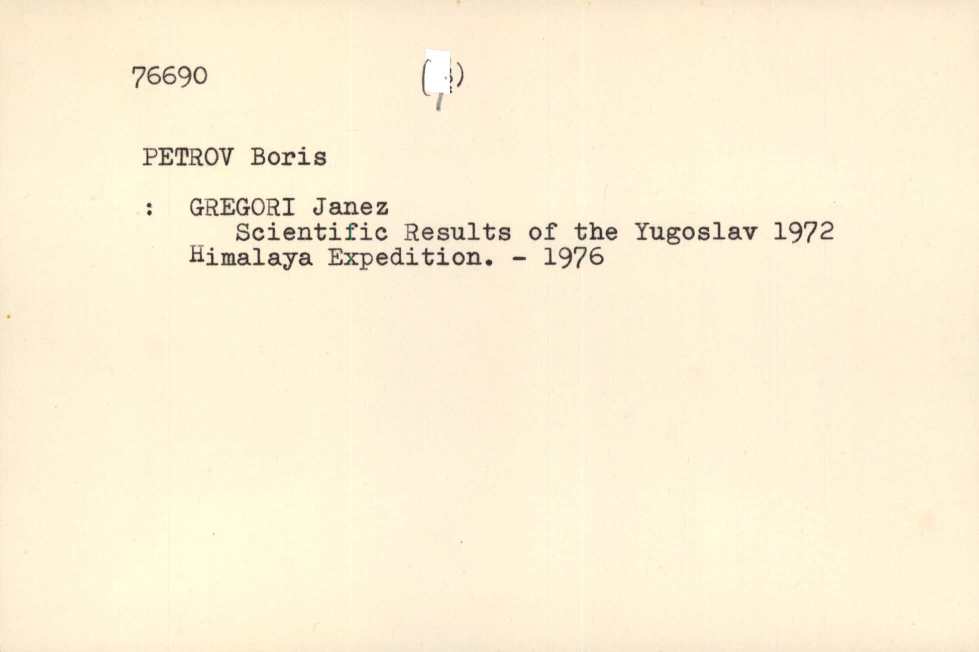 76690
PETROV Boris
: GREGORI Janez
Scientific Results of the Yugoslav 1972
Himalaya Expedition. - 1976